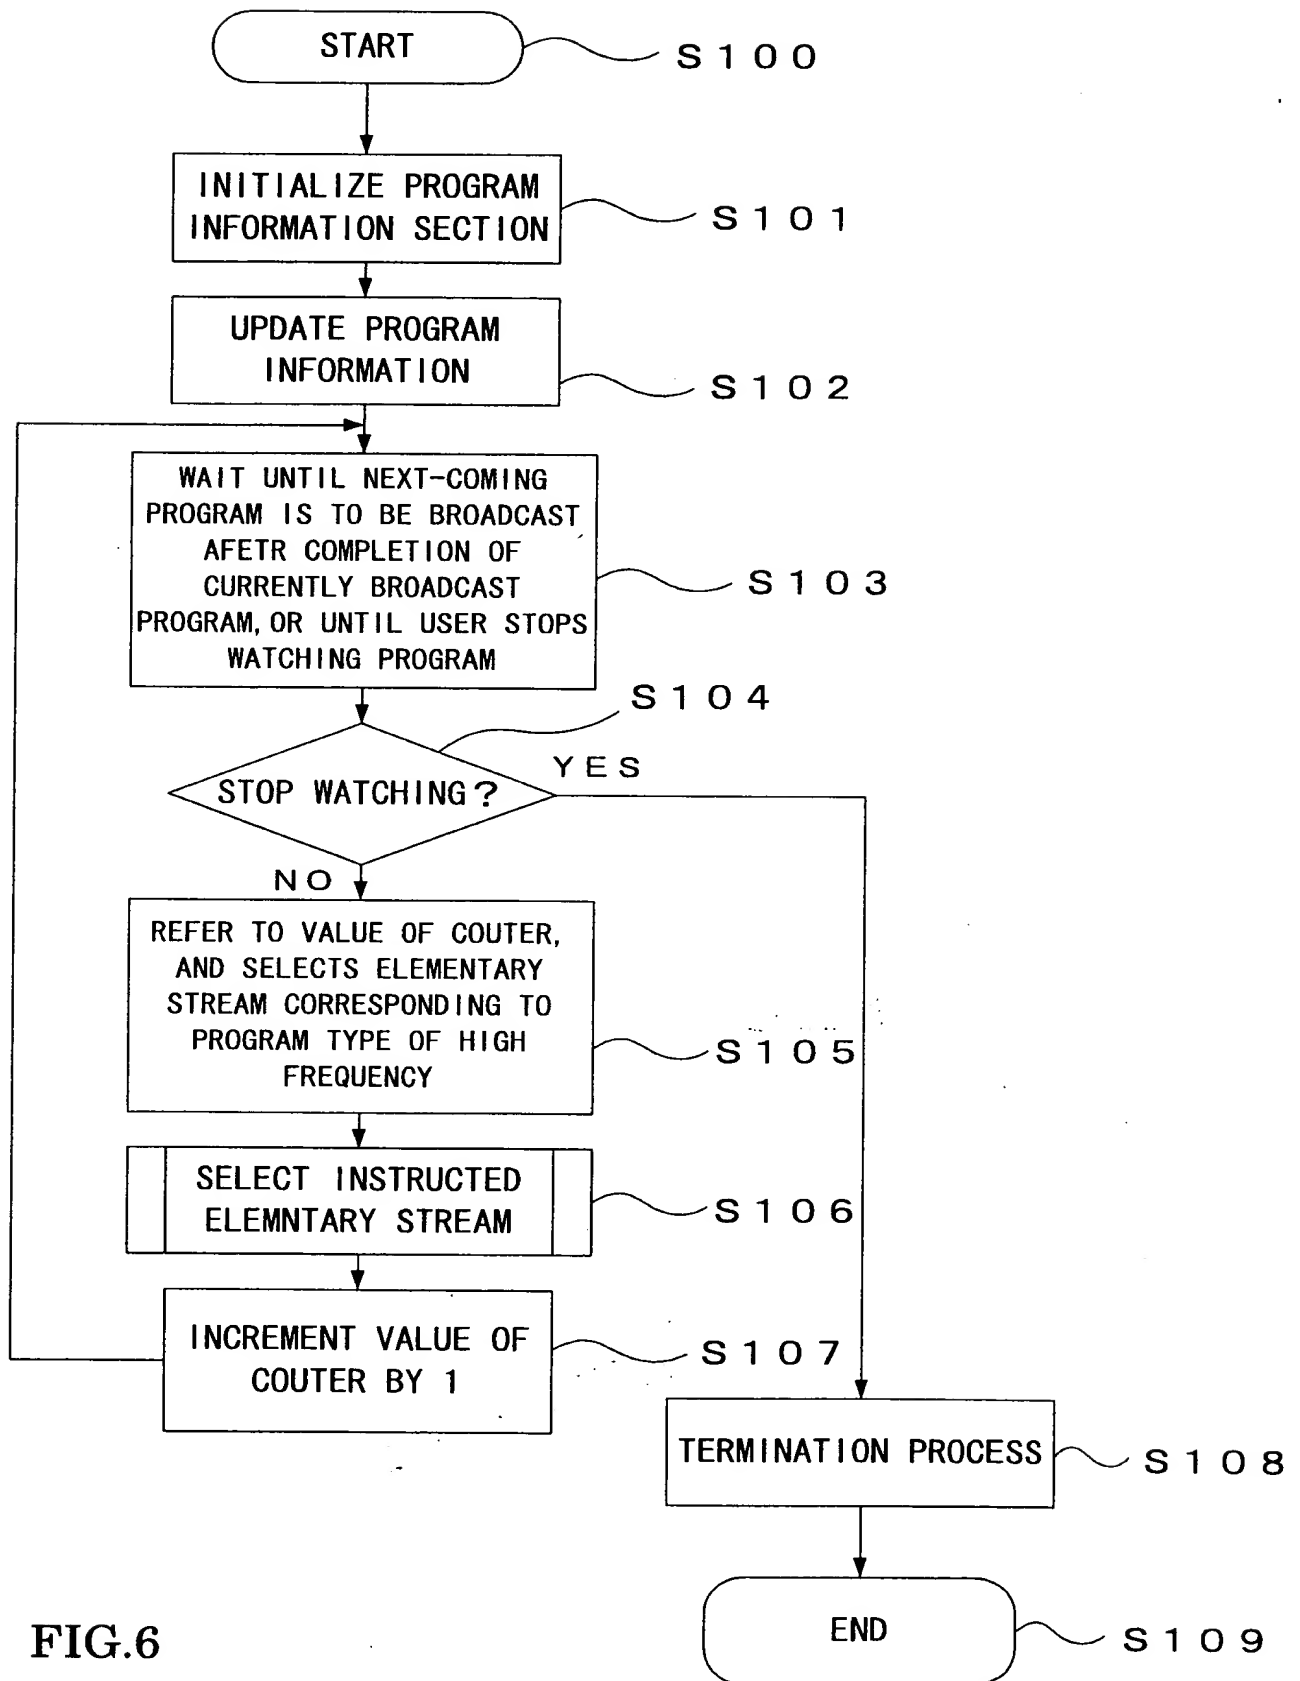 START
S100
INITIALIZE PROGRAM
INFORMATION SECTION
S101
UPDATE PROGRAM
INFORMATION
S102
WAIT UNTIL NEXT-COMING
PROGRAM IS TO BE BROADCAST
AFETR COMPLETION OF
CURRENTLY BROADCAST
PROGRAM, OR UNTIL USER STOPS
WATCHING PROGRAM
S103
S104
STOP WATCHING?
YES
NO
REFER TO VALUE OF COUTER,
AND SELECTS ELEMENTARY
STREAM CORRESPONDING TO
PROGRAM TYPE OF HIGH
FREQUENCY
S105
SELECT INSTRUCTED
ELEMNTARY STREAM
S106
INCREMENT VALUE OF
COUTER BY 1
S107
TERMINATION PROCESS
S108
END
S109
FIG.6